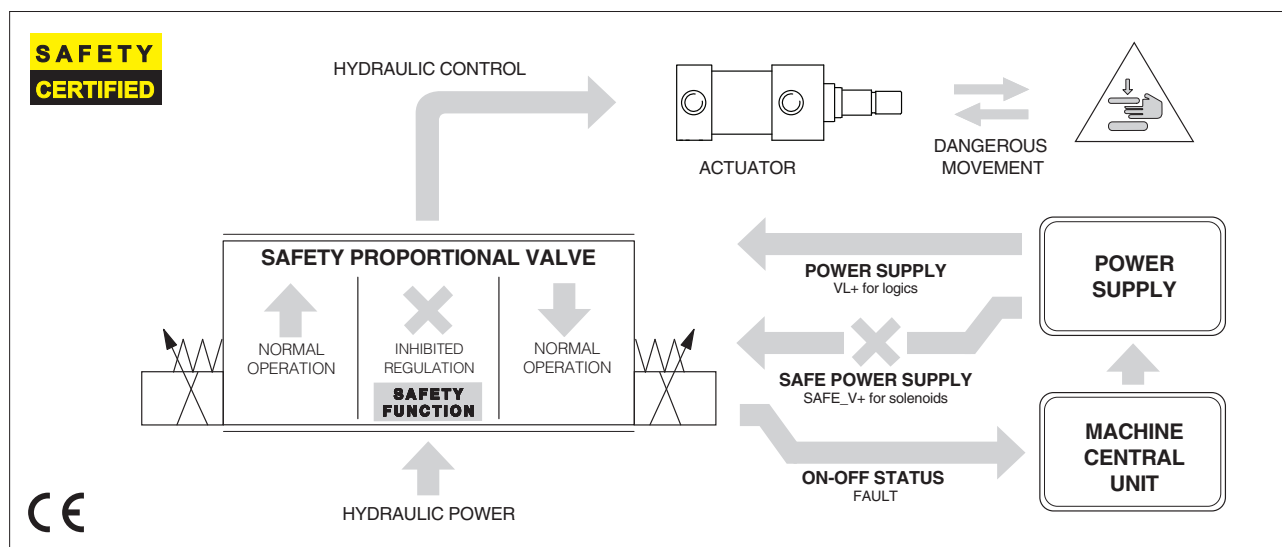 SAFETY
CERTIFIED
HYDRAULIC CONTROL
ACTUATOR
DANGEROUS
MOVEMENT
SAFETY PROPORTIONAL VALVE
NORMAL
OPERATION
INHIBITED
REGULATION
SAFETY
FUNCTION
NORMAL
OPERATION
POWER SUPPLY
VL+ for logics
POWER
SUPPLY
SAFE POWER SUPPLY
SAFE_V+ for solenoids
ON-OFF STATUS
FAULT
MACHINE
CENTRAL
UNIT
HYDRAULIC POWER
CE